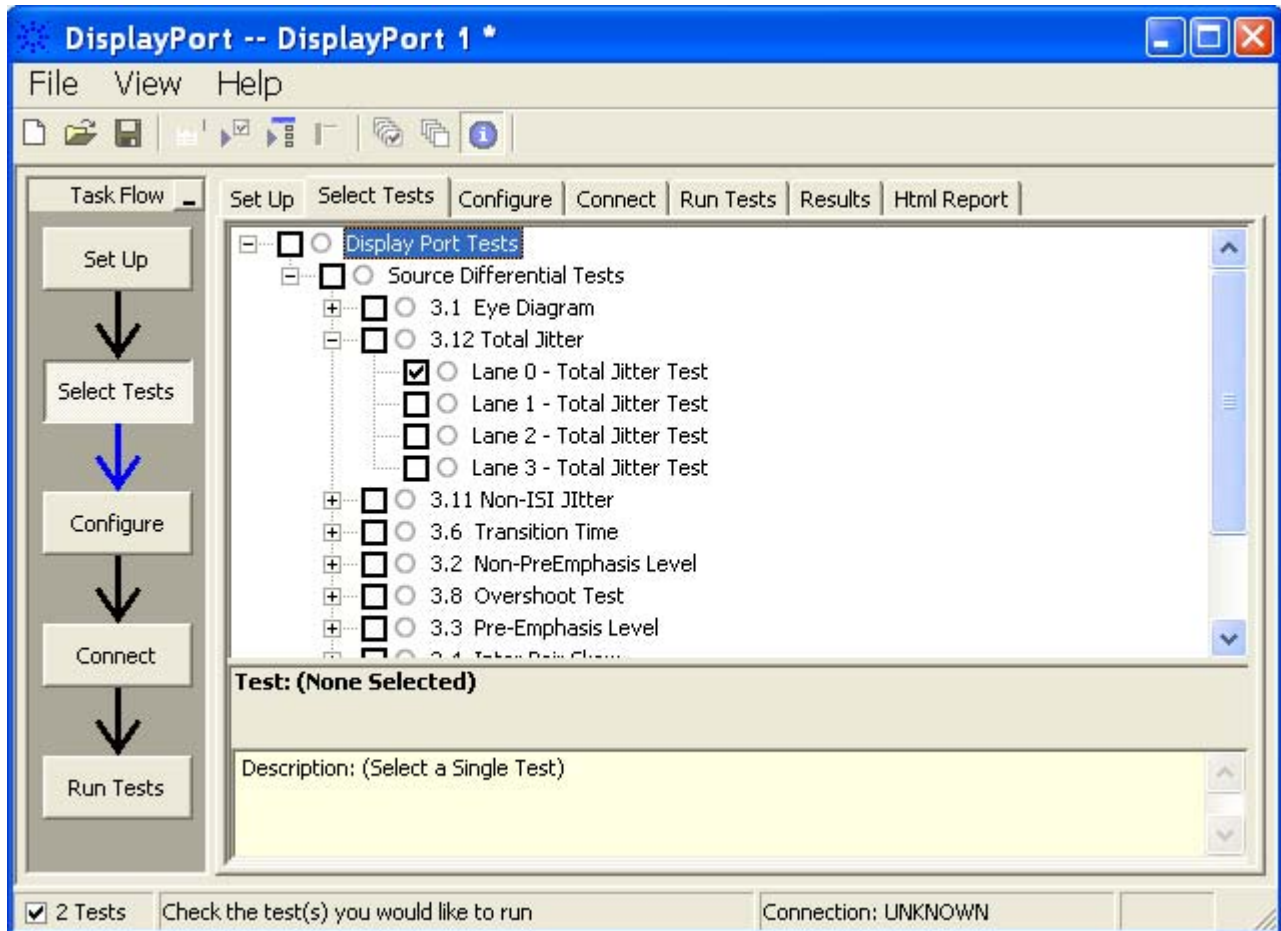 DisplayPort -- DisplayPort 1 *
File View Help
Task Flow
Set Up Select Tests Configure Connect Run Tests Results Html Report
Set Up
Select Tests
Configure
Connect
Run Tests
Display Port Tests
Source Differential Tests
3.1 Eye Diagram
3.12 Total Jitter
Lane 0 - Total Jitter Test
Lane 1 - Total Jitter Test
Lane 2 - Total Jitter Test
Lane 3 - Total Jitter Test
3.11 Non-ISI JItter
3.6 Transition Time
3.2 Non-PreEmphasis Level
3.8 Overshoot Test
3.3 Pre-Emphasis Level
Test: (None Selected)
Description: (Select a Single Test)
2 Tests Check the test(s) you would like to run Connection: UNKNOWN